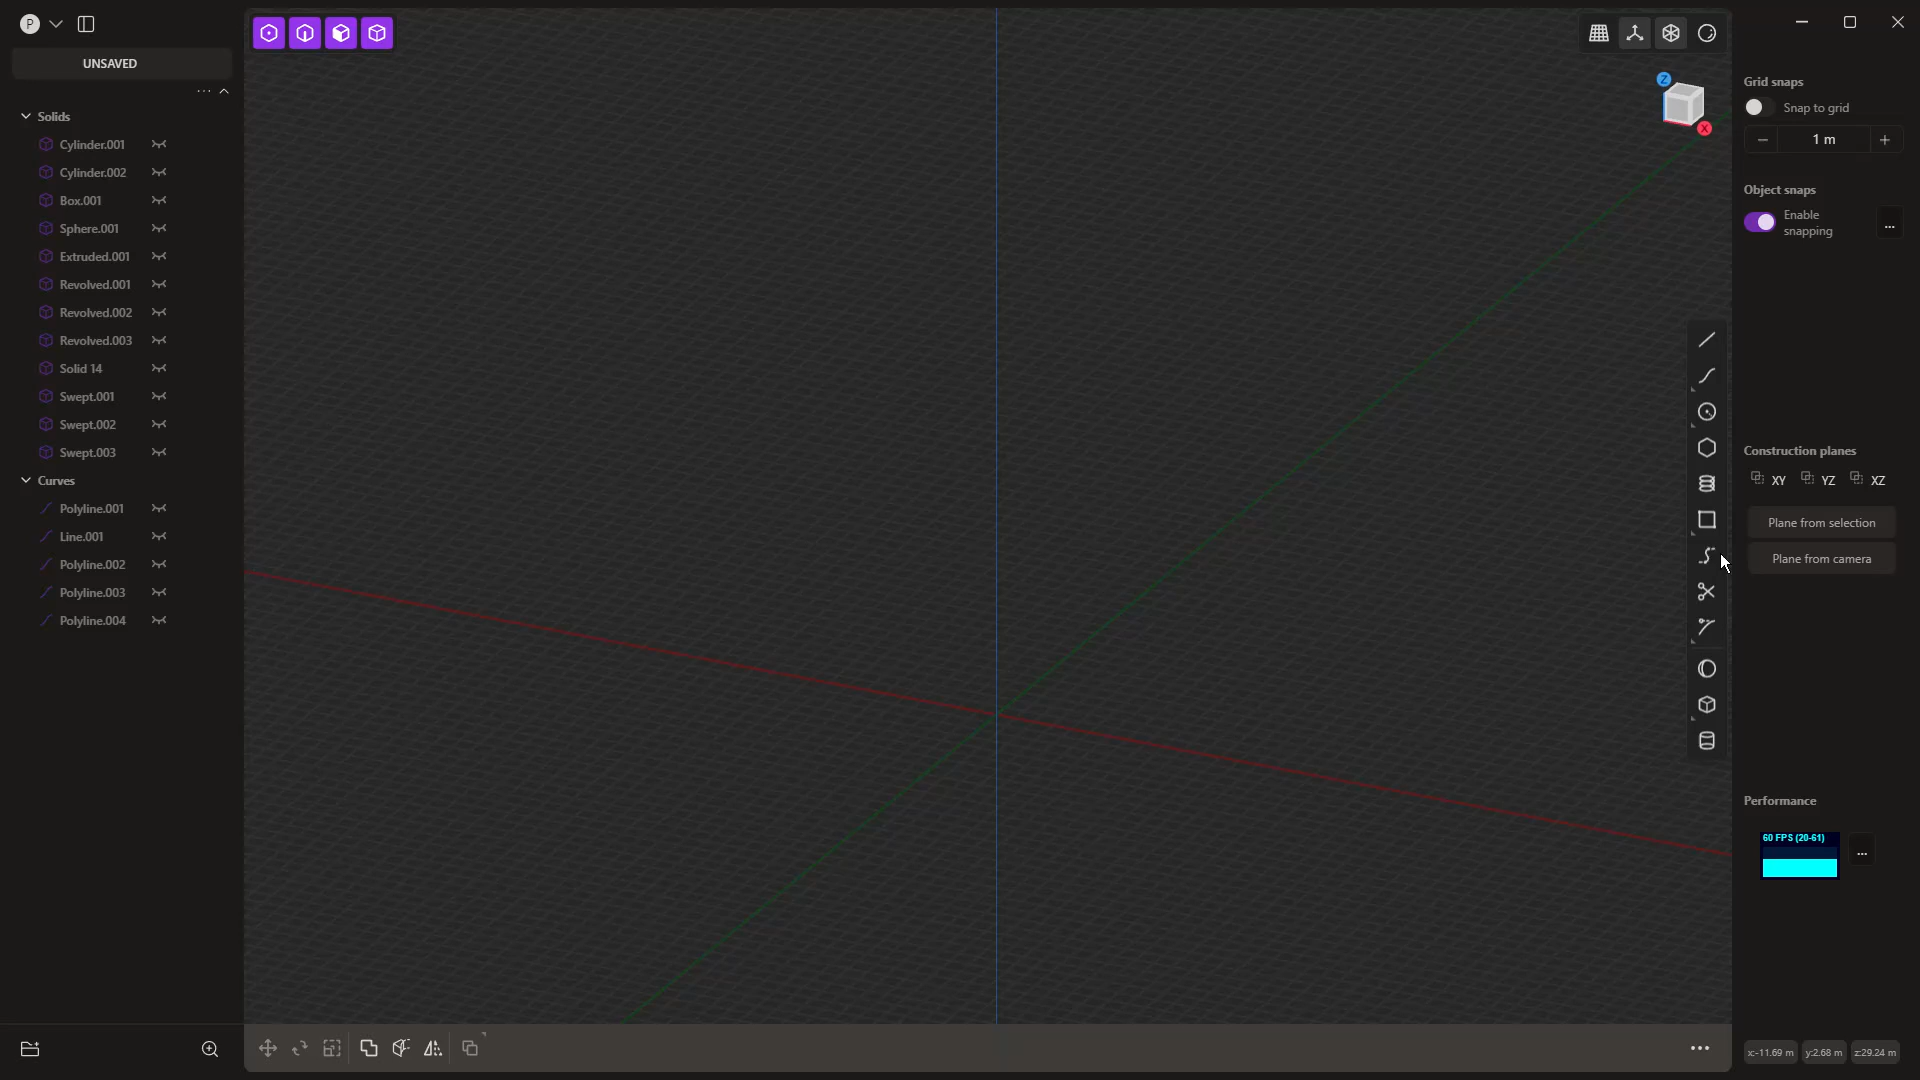 P
UNSAVED
Solids
Cylinder.001
Cylinder.002
Box.001
Sphere.001
Extruded.001
Revolved.001
Revolved.002
Revolved.003
Solid 14
Swept.001
Swept.002
Swept.003
Curves
Polyline.001
Line.001
Polyline.002
Polyline.003
Polyline.004
Z
X
Grid snaps
Snap to grid
1 m
Object snaps
Enable
snapping
...
Construction planes
XY YZ XZ
Plane from selection
Plane from camera
Performance
60 FPS (20-61)
...
x:-11.69 m y:2.68 m z:29.24 m